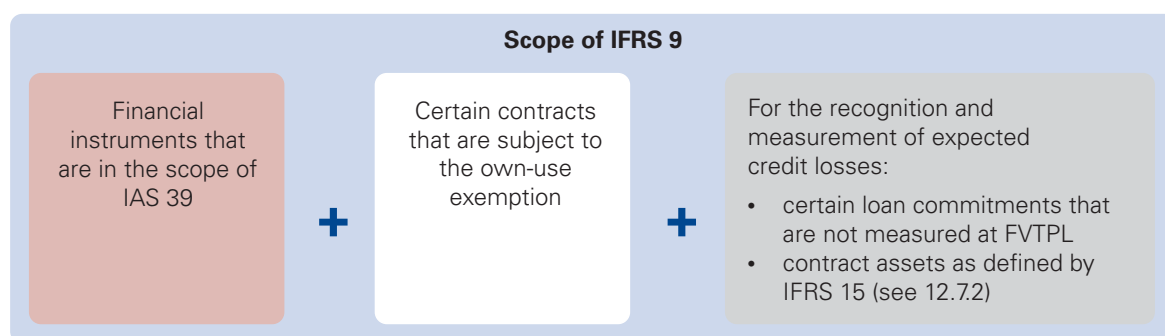 Scope of IFRS 9
Financial
instruments that
are in the scope of
IAS 39
+
Certain contracts
that are subject to
the own-use
exemption
+
For the recognition and
measurement of expected
credit losses:
• certain loan commitments that
are not measured at FVTPL
• contract assets as defined by
IFRS 15 (see 12.7.2)